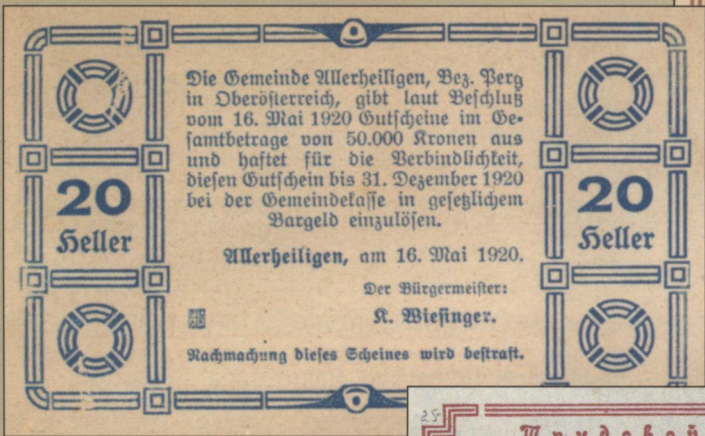 Die Gemeinde Allerheiligen, Bez. Perg
in Oberösterreich, gibt laut Beschluß
vom 16. Mai 1920 Gutscheine im Ge-
samtbetrage von 50.000 Kronen aus
und haftet für die Verbindlichkeit,
diesen Gutschein bis 31. Dezember 1920
bei der Gemeindekasse in gesetzlichem
Bargeld einzulösen.
20
Heller
20
Heller
Allerheiligen, am 16. Mai 1920.
Der Bürgermeister:
K. Wiesinger.
Nachmachung dieses Scheines wird bestraft.
25